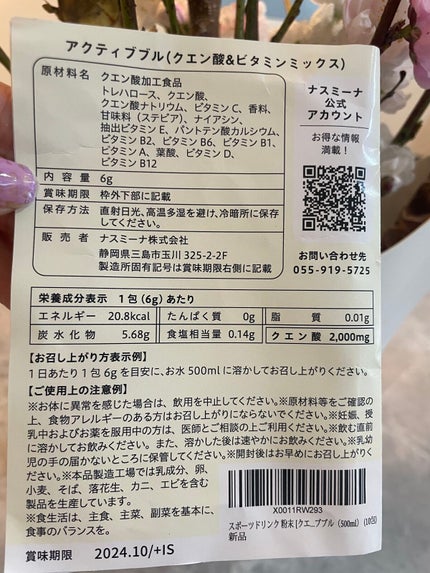 アクティブブル(クエン酸&ビタミンミックス)
原材料名 クエン酸加工食品
トレハロース、クエン酸、
クエン酸ナトリウム、ビタミン C、香料、
甘味料 (ステビア)、ナイアシン、
抽出ビタミン E、パントテン酸カルシウム、
ビタミン B2、ビタミン B6、ビタミン B1、
ビタミン A、葉酸、ビタミン D、
ビタミン B12
内 容 量 6g
賞味期限 枠外下部に記載
保存方法 直射日光、高温多湿を避け、冷暗所に保存
してください。
販 売 者 ナスミーナ株式会社
静岡県三島市玉川 325-2-2F
製造所固有記号は賞味期限右側に記載
ナスミーナ
公式
アカウント
お得な情報
満載!
お問い合わせ先
055-919-5725
栄養成分表示 1 包 (6g) あたり
エネルギー 20.8kcal たんぱく質 0g 脂 質 0.01g
炭水化物 5.68g 食塩相当量 0.14g クエン酸 2,000mg
【お召し上がり方表示例】
1 日あたり 1 包 6g を目安に、お水 500ml に溶かしてお召し上がりください。
【ご使用上の注意例】
※お体に異常を感じた場合は、飲用を中止してください。※原材料等をご確認の
上、食物アレルギーのある方はお召し上がりにならないでください。※妊娠、授
乳中およびお薬を服用中の方は、医師とご相談の上ご利用ください。※飲む直前
に溶かしてお飲みください。また、溶かした後は速やかにお飲みください。※乳幼
児の手の届かないところに保管してください。※開封後はお早めにお召し上がりくだ
さい。※本品製造工場では乳成分、卵、
小麦、そば、落花生、カニ、エビを含む
製品を生産しています。
※食生活は、主食、主菜、副菜を基本に、
食事のバランスを。
X0011RW293
スポーツドリンク 粉末 [クエ...ブブル (500ml) (10包)]
新品
賞味期限 2024.10/+IS